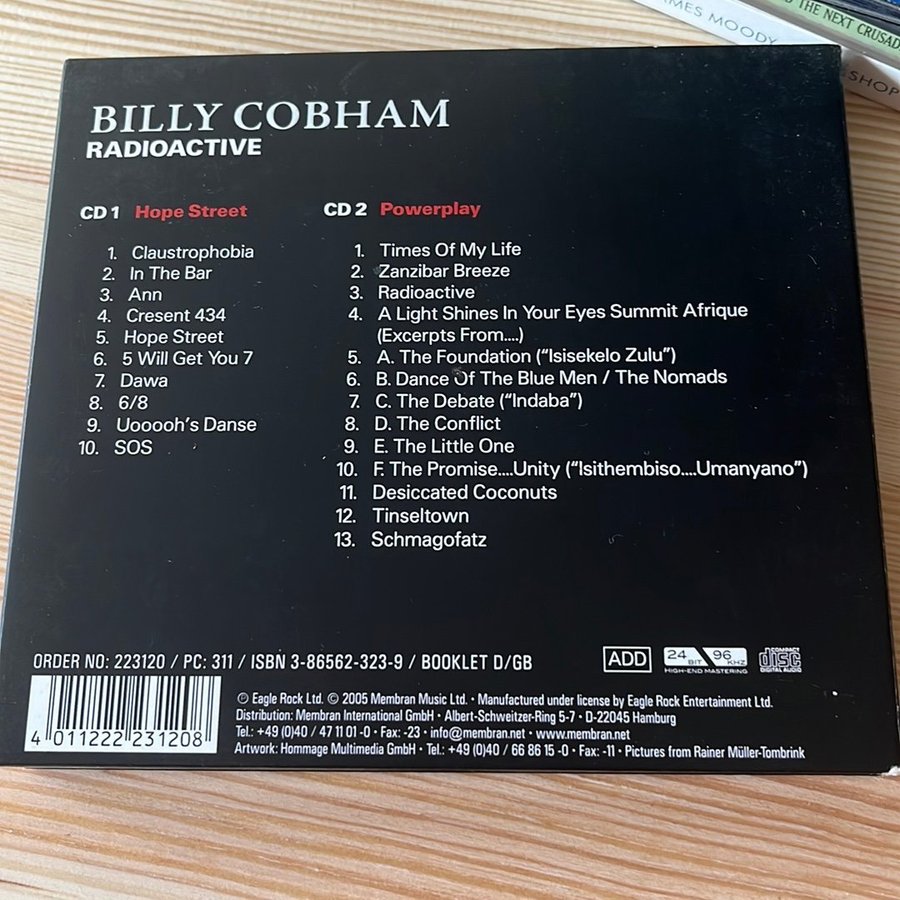 AMES MOODY
THE NEXT CRUSAD
SHOP
BILLY COBHAM
RADIOACTIVE
CD 1 Hope Street
1. Claustrophobia
2. In The Bar
3. Ann
4. Cresent 434
5. Hope Street
6. 5 Will Get You 7
7. Dawa
8. 6/8
9. Uooooh's Danse
10. SOS
CD 2 Powerplay
1. Times Of My Life
2. Zanzibar Breeze
3. Radioactive
4. A Light Shines In Your Eyes Summit Afrique
(Excerpts From....)
5. A. The Foundation ("Isisekelo Zulu")
6. B. Dance Of The Blue Men / The Nomads
7. C. The Debate ("Indaba")
8. D. The Conflict
9. E. The Little One
10. F. The Promise....Unity ("Isithembiso....Umanyano")
11. Desiccated Coconuts
12. Tinseltown
13. Schmagofatz
ORDER NO: 223120 / PC: 311 / ISBN 3-86562-323-9 / BOOKLET D/GB
ADD
24 BIT 96 KHZ
HIGH-END MASTERING
COMPACT
disc
DIGITAL AUDIO
4 011222 231208
℗ Eagle Rock Ltd. © 2005 Membran Music Ltd. • Manufactured under license by Eagle Rock Entertainment Ltd.
Distribution: Membran International GmbH • Albert-Schweitzer-Ring 5-7 • D-22045 Hamburg
Tel.: +49 (0)40 / 47 11 01 -0 • Fax: -23 • info@membran.net • www.membran.net
Artwork: Hommage Multimedia GmbH • Tel.: +49 (0)40 / 66 86 15 -0 • Fax: -11 • Pictures from Rainer Müller-Tombrink